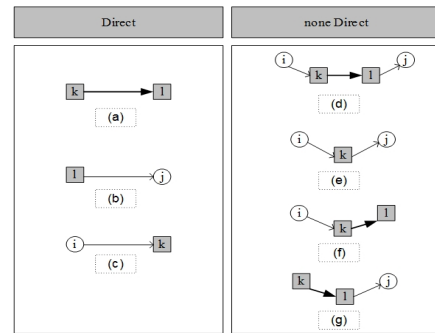 Direct
k l
(a)
l j
(b)
i k
(c)
none Direct
i k l j
(d)
i k j
(e)
i k l
(f)
k l j
(g)